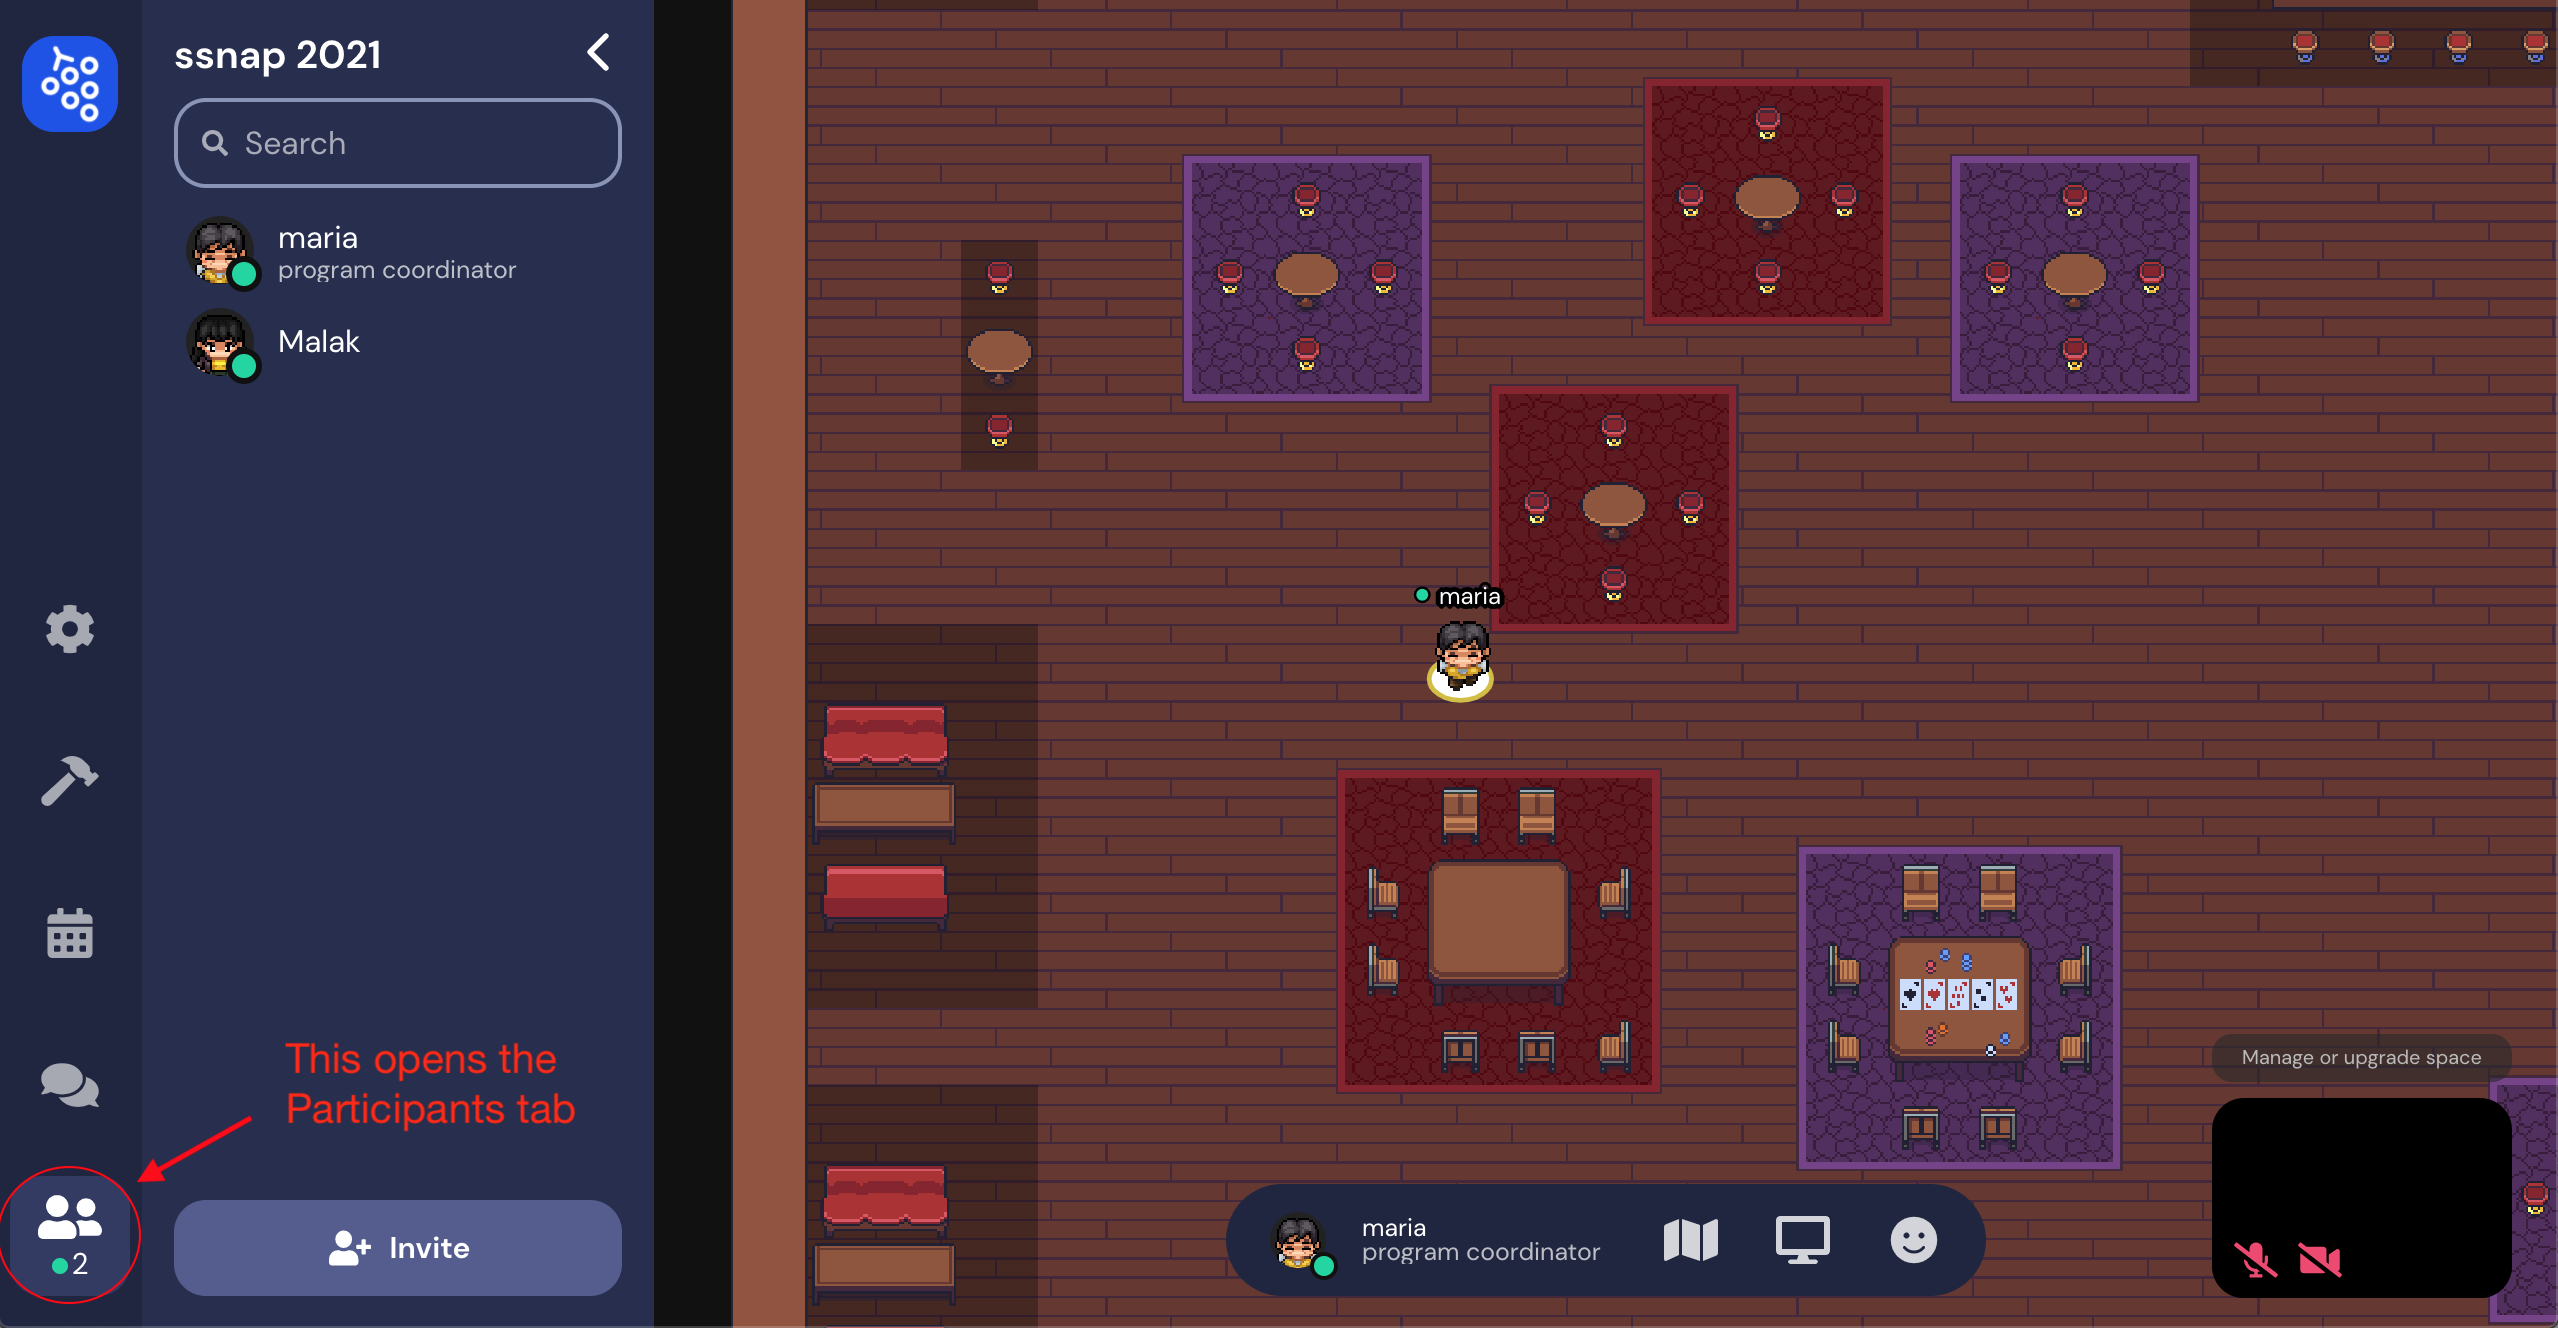 ssnap 2021
Search
maria
program coordinator
Malak
This opens the
Participants tab
2
Invite
maria
maria
program coordinator
Manage or upgrade space